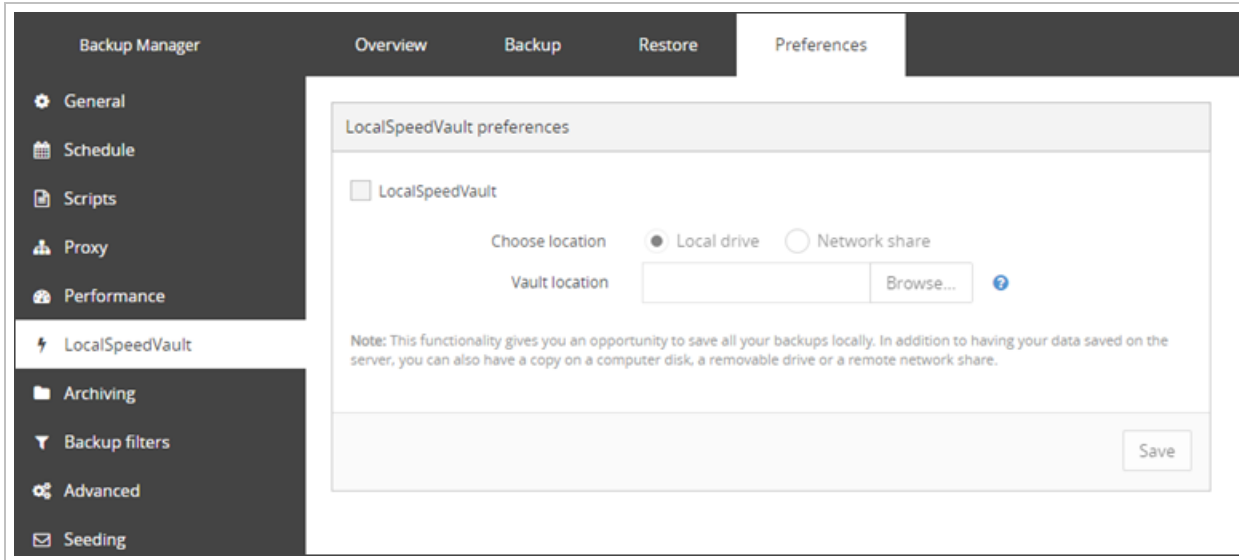 Backup Manager
Overview
Backup
Restore
Preferences
General
Schedule
Scripts
Proxy
Performance
LocalSpeedVault
Archiving
Backup filters
Advanced
Seeding
LocalSpeedVault preferences
LocalSpeedVault
Choose location Local drive Network share
Vault location Browse... ?
Note: This functionality gives you an opportunity to save all your backups locally. In addition to having your data saved on the
server, you can also have a copy on a computer disk, a removable drive or a remote network share.
Save